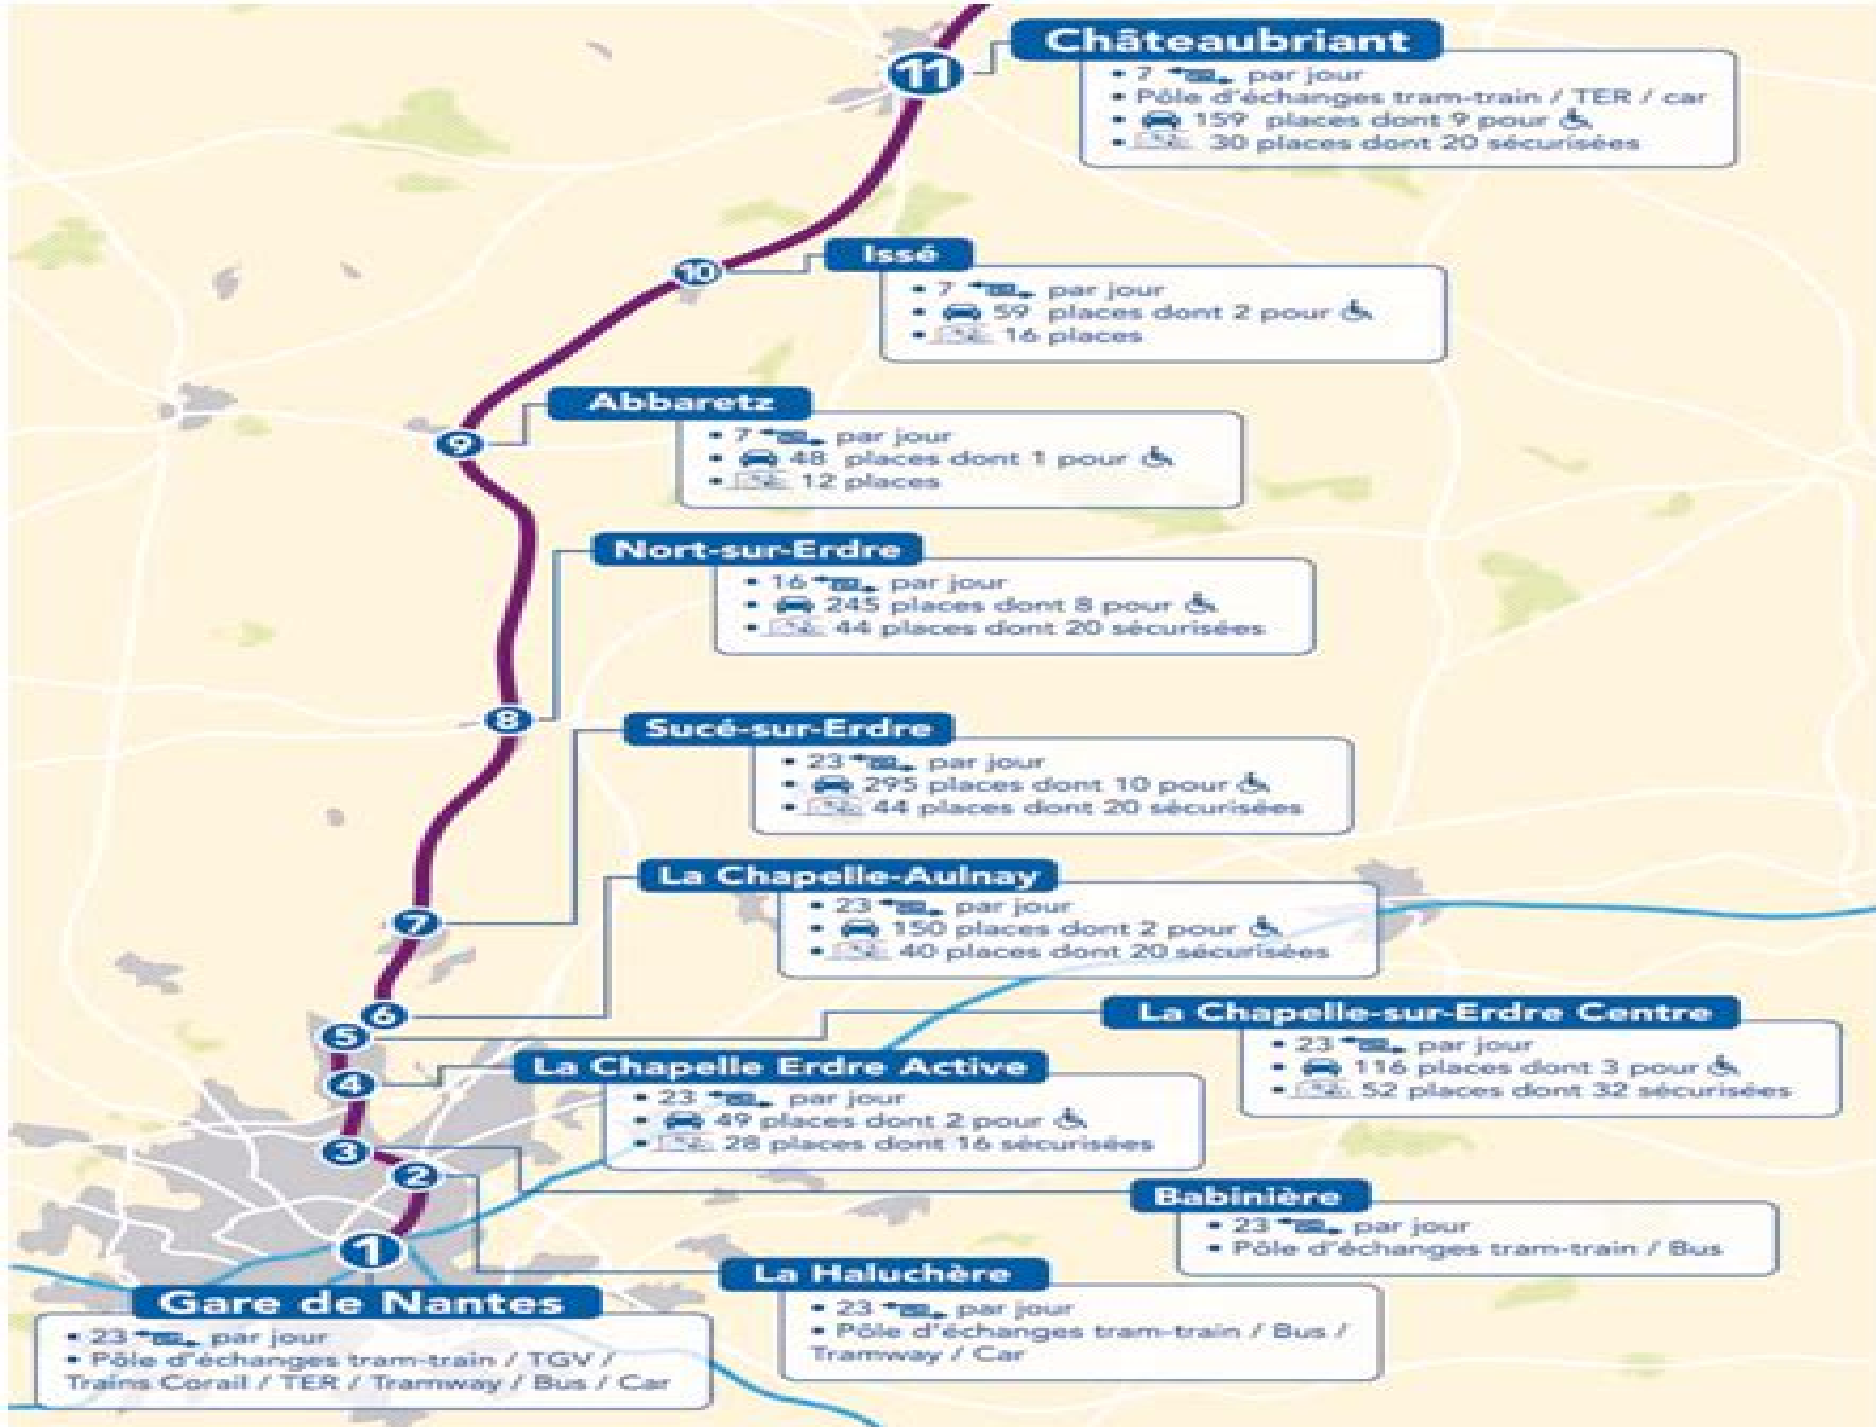 11
Châteaubriant
• 7 par jour
• Pôle d'échanges tram-train / TER / car
• 159 places dont 9 pour
• 30 places dont 20 sécurisées
10
Issé
• 7 par jour
• 59 places dont 2 pour
• 16 places
9
Abbaretz
• 7 par jour
• 48 places dont 1 pour
• 12 places
Nort-sur-Erdre
• 16 par jour
• 245 places dont 8 pour
• 44 places dont 20 sécurisées
8
Sucé-sur-Erdre
• 23 par jour
• 295 places dont 10 pour
• 44 places dont 20 sécurisées
7
La Chapelle-Aulnay
• 23 par jour
• 150 places dont 2 pour
• 40 places dont 20 sécurisées
6
La Chapelle-sur-Erdre Centre
• 23 par jour
• 116 places dont 3 pour
• 52 places dont 32 sécurisées
5
La Chapelle Erdre Active
• 23 par jour
• 49 places dont 2 pour
• 28 places dont 16 sécurisées
4
3
Babinière
• 23 par jour
• Pôle d'échanges tram-train / Bus
2
La Haluchère
• 23 par jour
• Pôle d'échanges tram-train / Bus /
Tramway / Car
1
Gare de Nantes
• 23 par jour
• Pôle d'échanges tram-train / TGV /
Trains Corail / TER / Tramway / Bus / Car